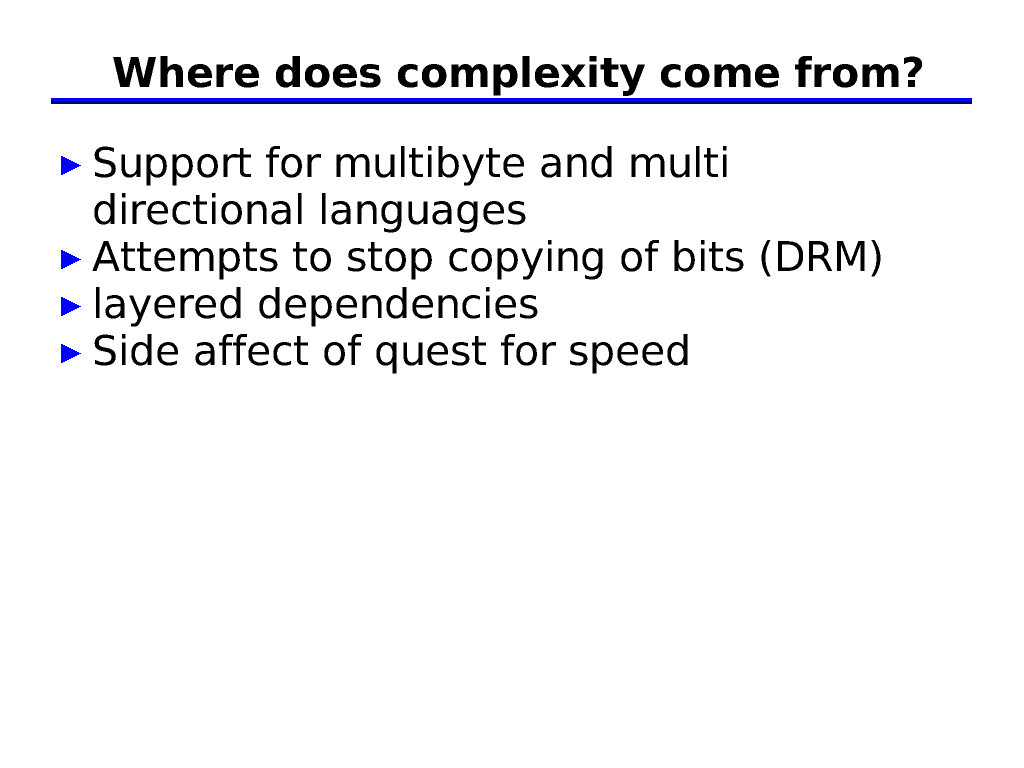 Where does complexity come from?
Support for multibyte and multi
directional languages
Attempts to stop copying of bits (DRM)
layered dependencies
Side affect of quest for speed